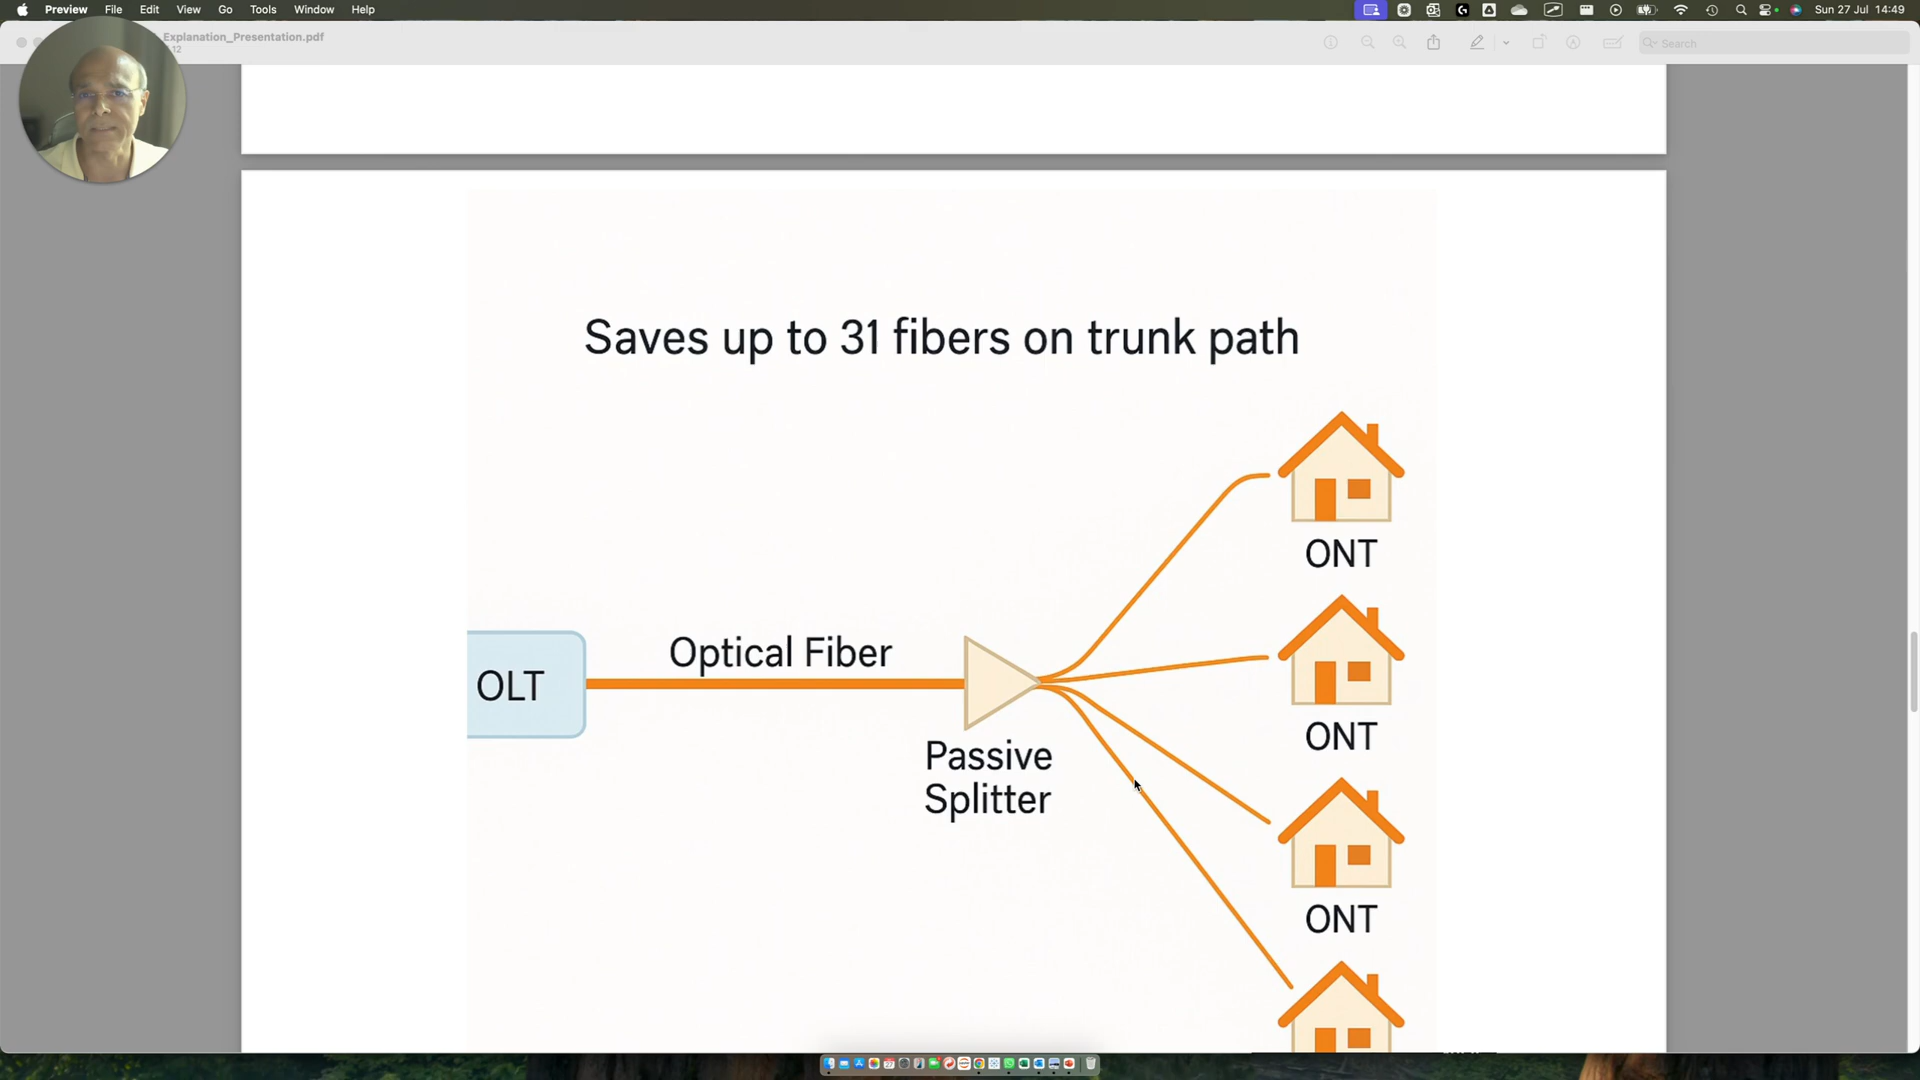 Preview File Edit View Go Tools Window Help
Sun 27 Jul 14:49
Explanation_Presentation.pdf
Search
Saves up to 31 fibers on trunk path
ONT
Optical Fiber
OLT
ONT
Passive
Splitter
ONT